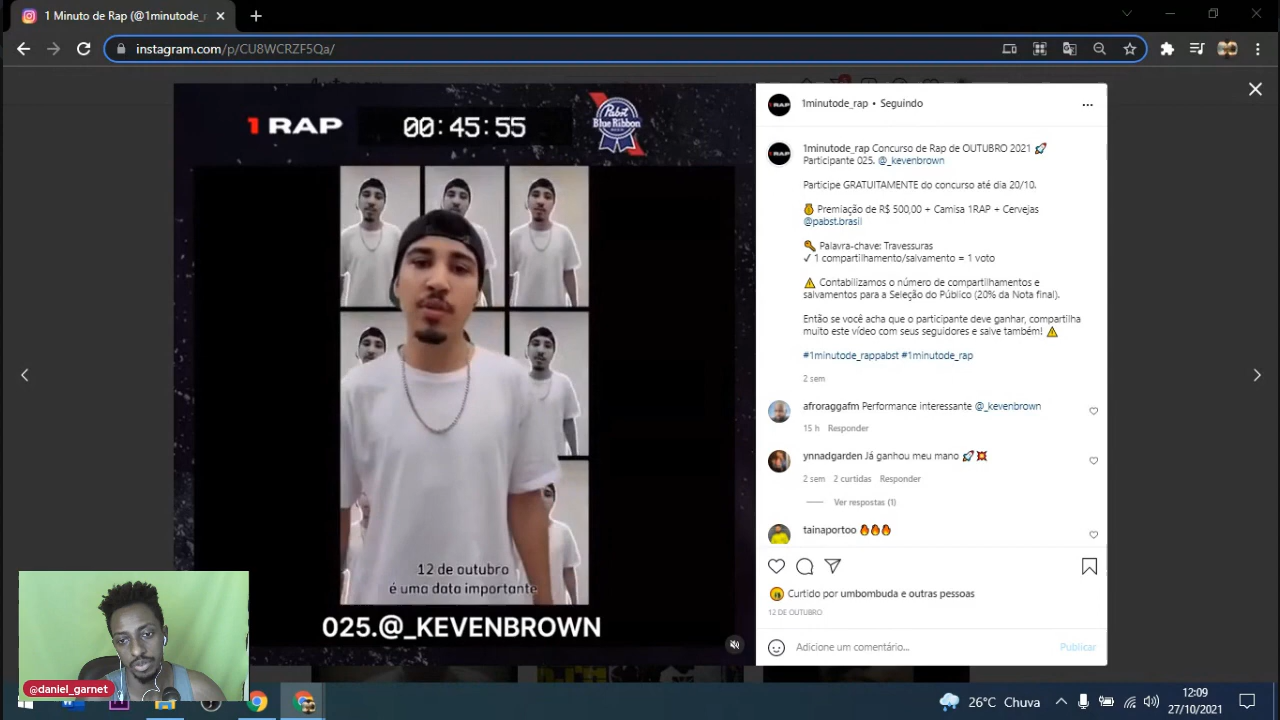 1 Minuto de Rap (@1minutode_r
instagram.com/p/CU8WCRZF5Qa/
1 RAP
00:45:55
Pabst
Blue Ribbon
12 de outubro
é uma data importante
025.@_KEVENBROWN
@daniel_garnet
1RAP
1minutode_rap • Seguindo
1RAP
1minutode_rap Concurso de Rap de OUTUBRO 2021 🚀
Participante 025. @_kevenbrown
Participe GRATUITAMENTE do concurso até dia 20/10.
🏅 Premiação de R$ 500,00 + Camisa 1RAP + Cervejas
@pabst.brasil
🔑 Palavra-chave: Travessuras
✓ 1 compartilhamento/salvamento = 1 voto
⚠️ Contabilizamos o número de compartilhamentos e
salvamentos para a Seleção do Público (20% da Nota final).
Então se você acha que o participante deve ganhar, compartilha
muito este vídeo com seus seguidores e salve também! ⚠️
#1minutode_rappabst #1minutode_rap
2 sem
afroraggafm Performance interessante @_kevenbrown
15 h Responder
ynnadgarden Já ganhou meu mano 🚀💥
2 sem 2 curtidas Responder
Ver respostas (1)
tainaportoo 🔥🔥🔥
Curtido por umbombuda e outras pessoas
12 DE OUTUBRO
Adicione um comentário...
Publicar
26°C Chuva
12:09
27/10/2021